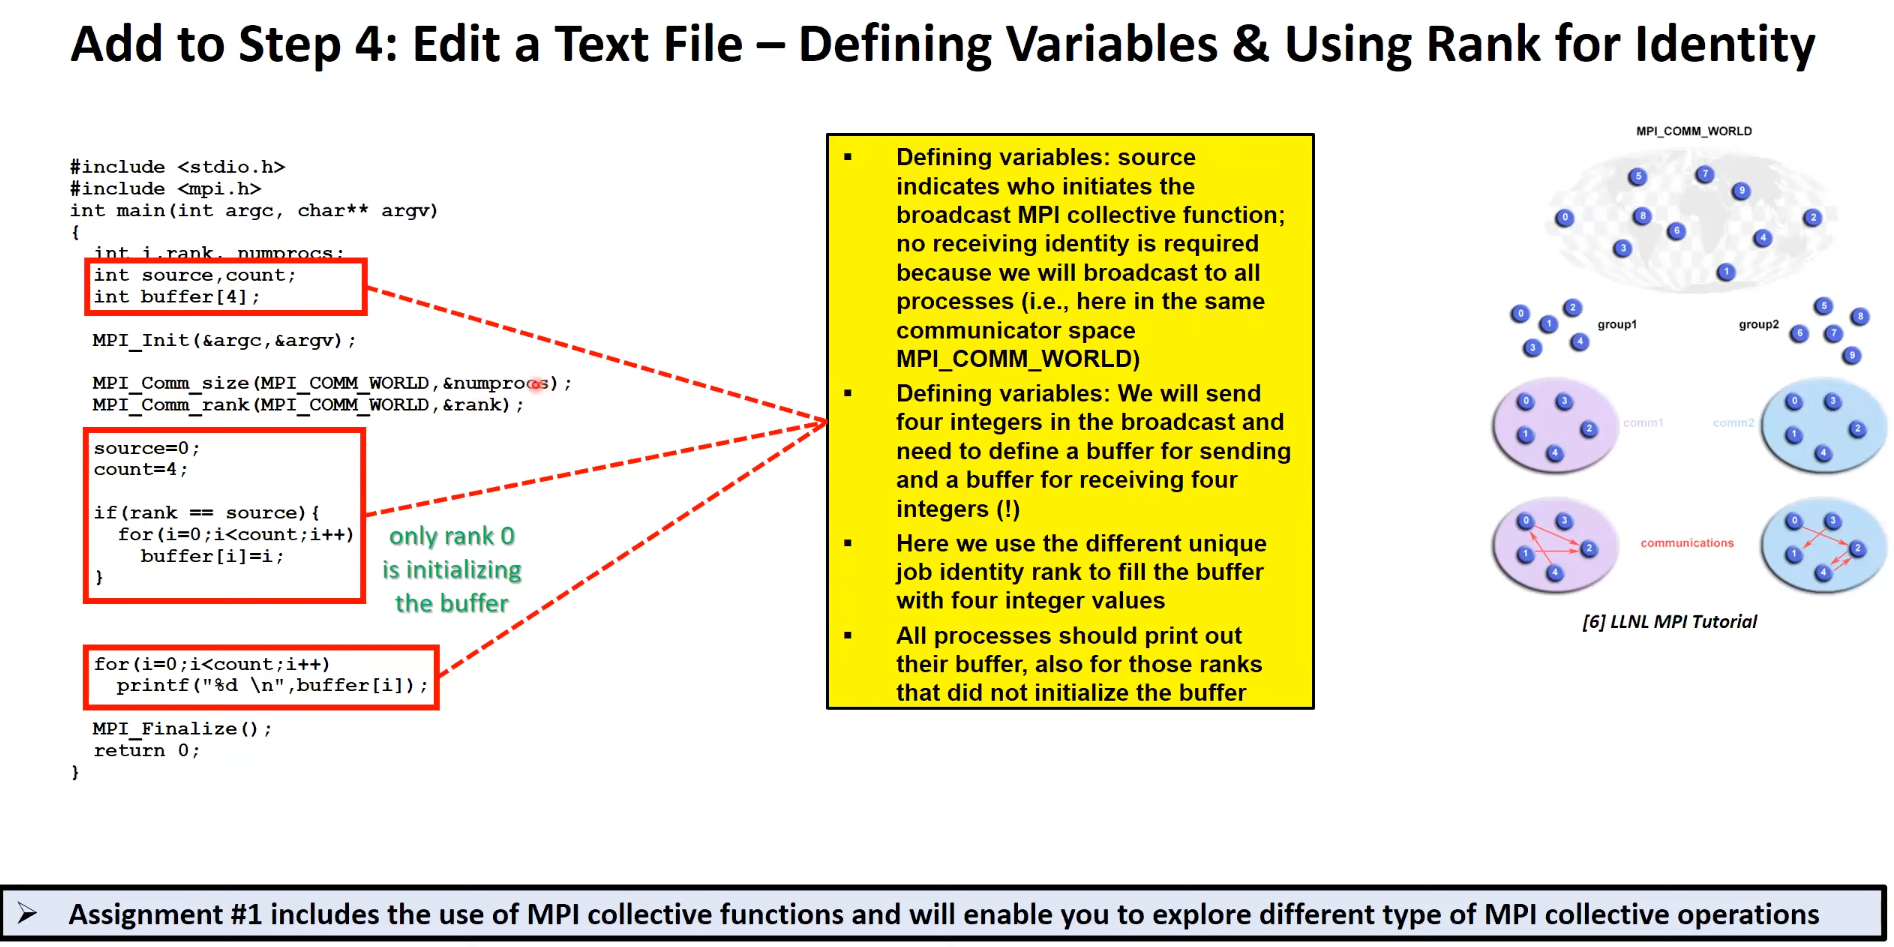 Add to Step 4: Edit a Text File – Defining Variables & Using Rank for Identity
#include <stdio.h>
#include <mpi.h>
int main(int argc, char** argv)
{
int i,rank, numprocs;
int source,count;
int buffer[4];
MPI_Init(&argc,&argv);
MPI_Comm_size(MPI_COMM_WORLD,&numprocs);
MPI_Comm_rank(MPI_COMM_WORLD,&rank);
source=0;
count=4;
if(rank == source){
for(i=0;i<count;i++)
buffer[i]=i;
}
only rank 0
is initializing
the buffer
for(i=0;i<count;i++)
printf("%d \n",buffer[i]);
MPI_Finalize();
return 0;
}
▪ Defining variables: source
indicates who initiates the
broadcast MPI collective function;
no receiving identity is required
because we will broadcast to all
processes (i.e., here in the same
communicator space
MPI_COMM_WORLD)
▪ Defining variables: We will send
four integers in the broadcast and
need to define a buffer for sending
and a buffer for receiving four
integers (!)
▪ Here we use the different unique
job identity rank to fill the buffer
with four integer values
▪ All processes should print out
their buffer, also for those ranks
that did not initialize the buffer
MPI_COMM_WORLD
5 7 9
0 8 6 4 2
3 1
0 2 1 3 4 group1
group2 5 8 6 7 9
0 3 1 2 4 comm1
comm2 0 3 1 2 4
0 3 1 2 4
communications
0 3 1 2 4
[6] LLNL MPI Tutorial
➢ Assignment #1 includes the use of MPI collective functions and will enable you to explore different type of MPI collective operations